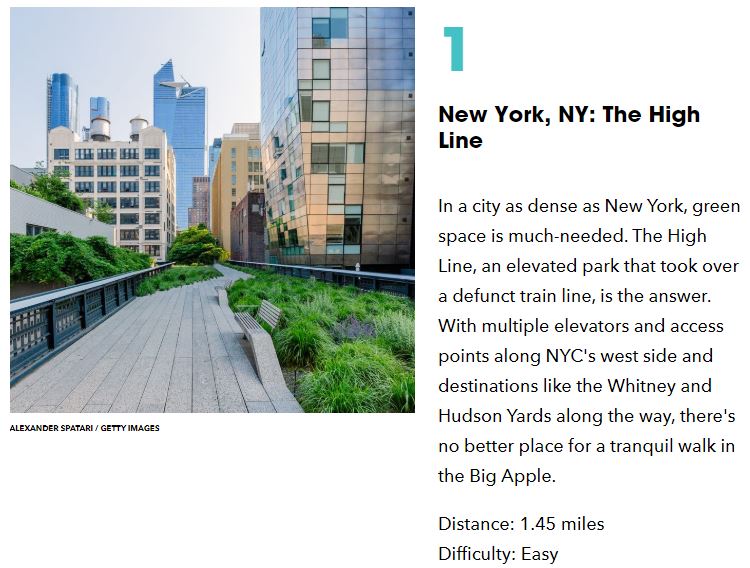 1
New York, NY: The High
Line
In a city as dense as New York, green
space is much-needed. The High
Line, an elevated park that took over
a defunct train line, is the answer.
With multiple elevators and access
points along NYC's west side and
destinations like the Whitney and
Hudson Yards along the way, there's
no better place for a tranquil walk in
the Big Apple.
Distance: 1.45 miles
Difficulty: Easy
ALEXANDER SPATARI / GETTY IMAGES